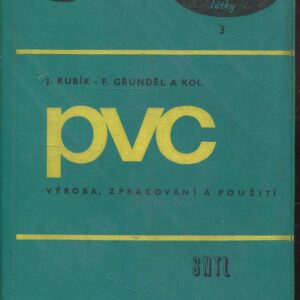 látky
3
J. KUBÍK - F. GRUNDĚL A KOL.
pvc
VÝROBA, ZPRACOVÁNÍ A POUŽITÍ
SNTL